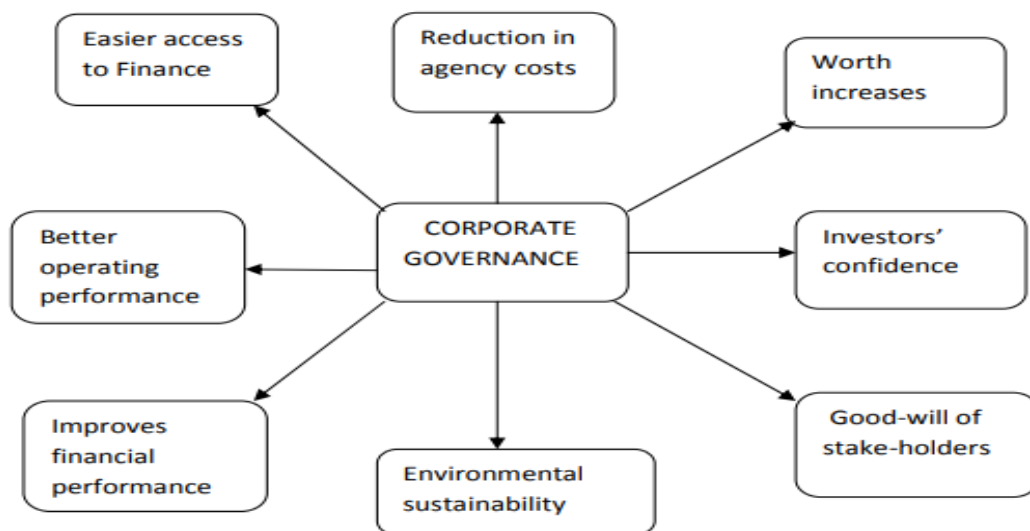 Easier access
to Finance
Reduction in
agency costs
Worth
increases
Better
operating
performance
CORPORATE
GOVERNANCE
Investors’
confidence
Improves
financial
performance
Environmental
sustainability
Good-will of
stake-holders